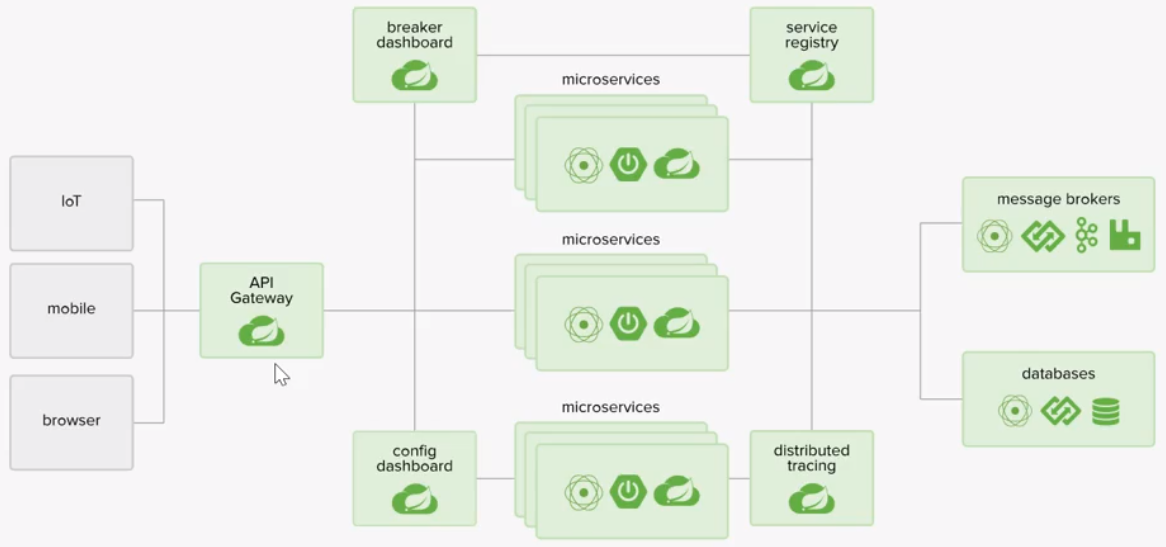 breaker
dashboard
service
registry
microservices
IoT
message brokers
microservices
API
Gateway
mobile
databases
microservices
browser
config
dashboard
distributed
tracing